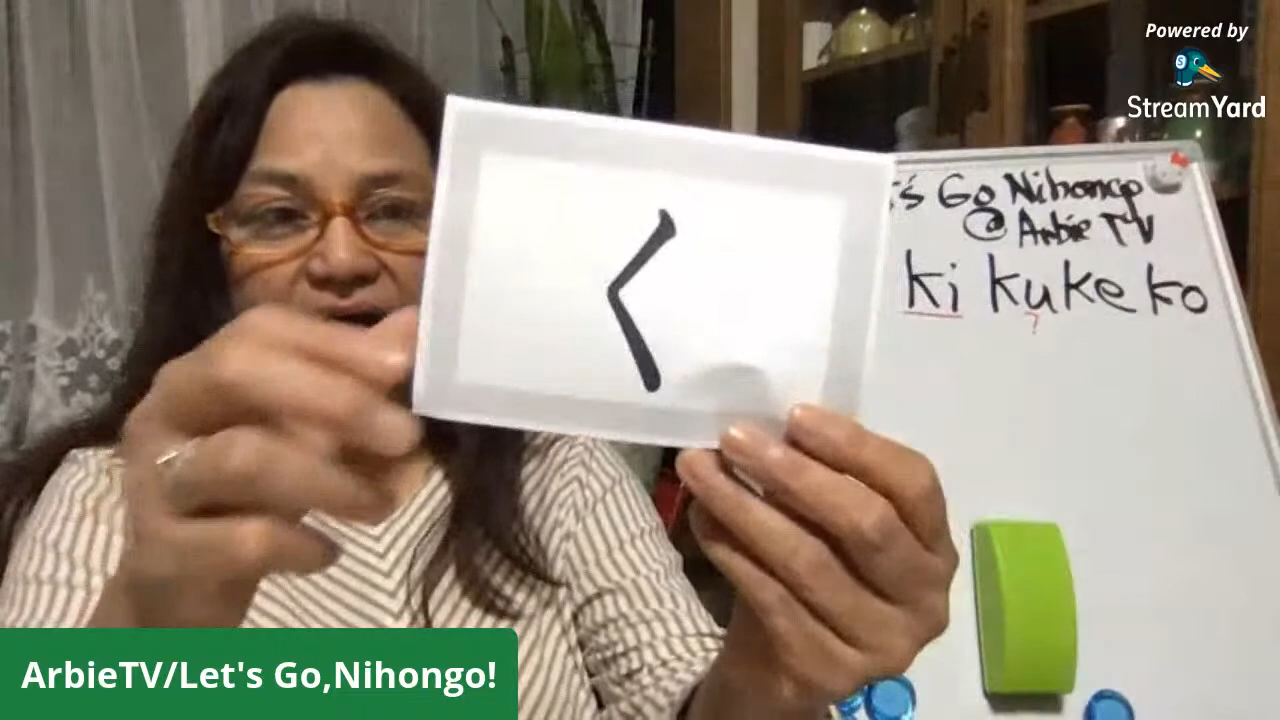 Powered by
StreamYard
's Go Nihongo
@ Arbie TV
ki ku ke ko
く
ArbieTV/Let's Go,Nihongo!